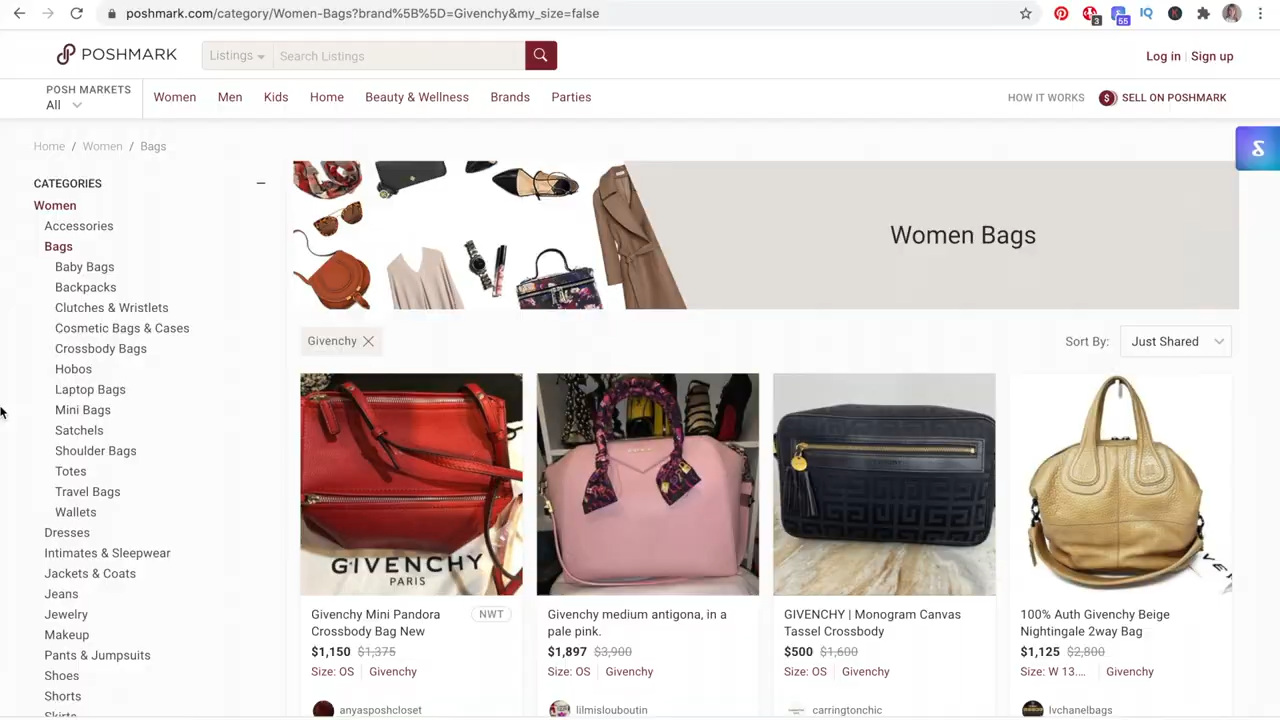 poshmark.com/category/Women-Bags?brand%5B%5D=Givenchy&my_size=false
3
55
IQ
K
POSHMARK
Listings
Search Listings
Log in | Sign up
POSH MARKETS
All
Women
Men
Kids
Home
Beauty & Wellness
Brands
Parties
HOW IT WORKS
$ SELL ON POSHMARK
Home / Women / Bags
CATEGORIES
Women
Accessories
Bags
Baby Bags
Backpacks
Clutches & Wristlets
Cosmetic Bags & Cases
Crossbody Bags
Hobos
Laptop Bags
Mini Bags
Satchels
Shoulder Bags
Totes
Travel Bags
Wallets
Dresses
Intimates & Sleepwear
Jackets & Coats
Jeans
Jewelry
Makeup
Pants & Jumpsuits
Shoes
Shorts
Skirts
Women Bags
Givenchy
Sort By:
Just Shared
GIVENCHY
PARIS
Givenchy Mini Pandora
Crossbody Bag New
NWT
$1,150 $1,375
Size: OS | Givenchy
anyasposhcloset
Givenchy medium antigona, in a
pale pink.
$1,897 $3,900
Size: OS | Givenchy
lilmislouboutin
GIVENCHY | Monogram Canvas
Tassel Crossbody
$500 $1,600
Size: OS | Givenchy
carringtonchic
100% Auth Givenchy Beige
Nightingale 2way Bag
$1,125 $2,800
Size: W 13.... | Givenchy
lvchanelbags